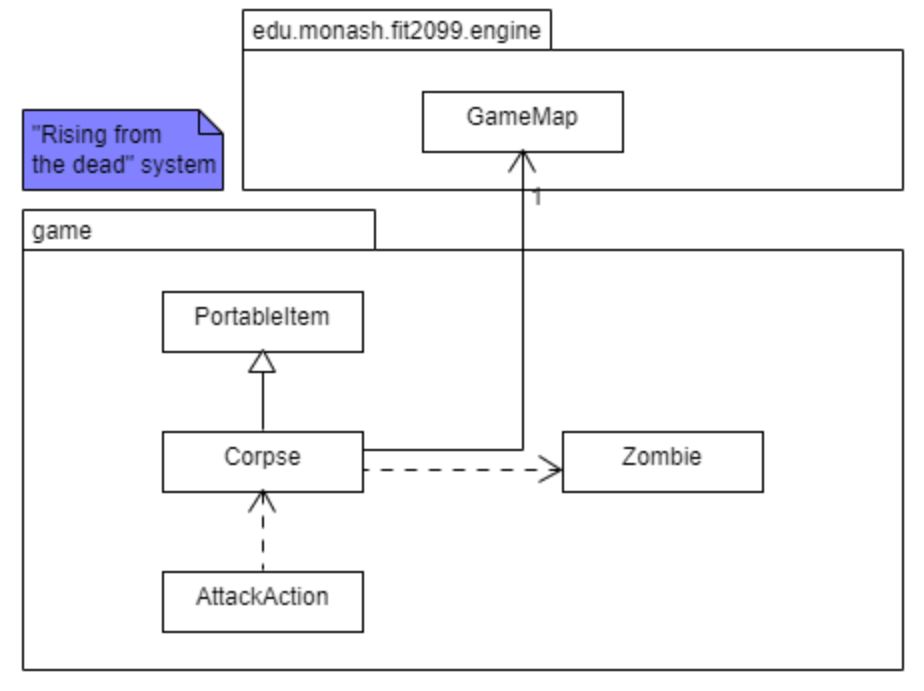 edu.monash.fit2099.engine
GameMap
"Rising from
the dead" system
1
game
PortableItem
Corpse
Zombie
AttackAction